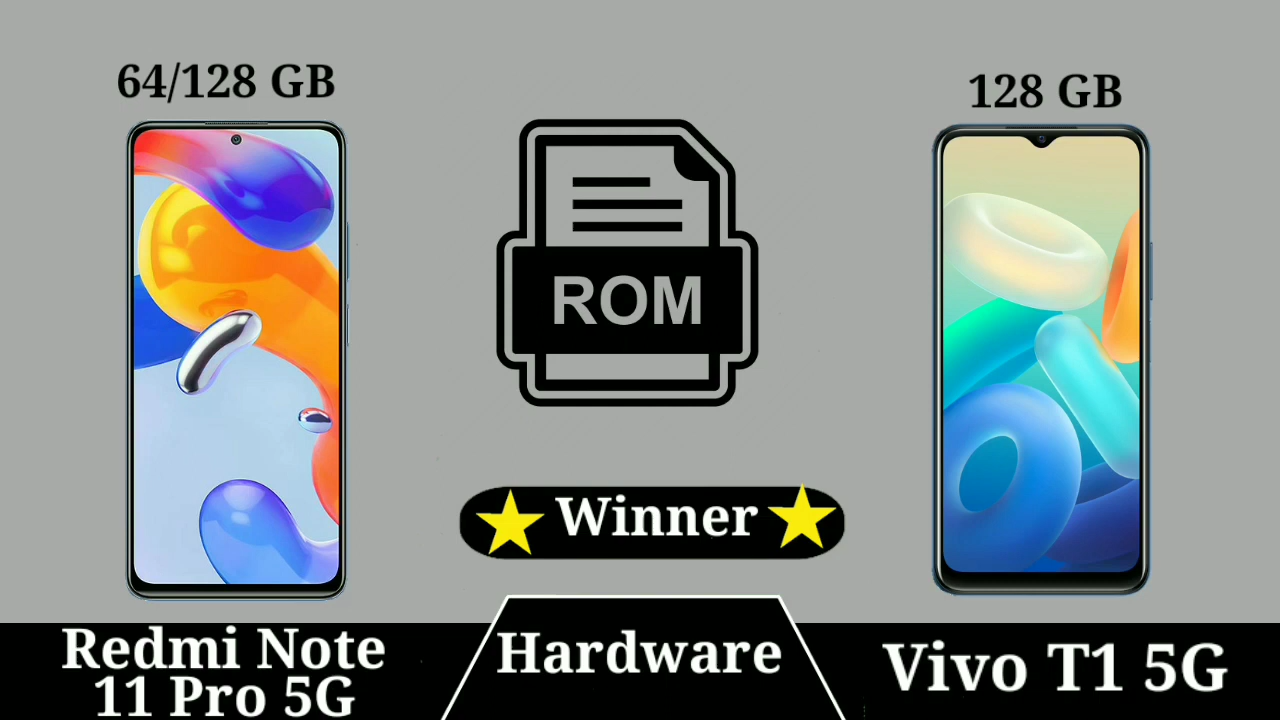 64/128 GB
128 GB
ROM
Winner
Redmi Note
11 Pro 5G
Hardware
Vivo T1 5G